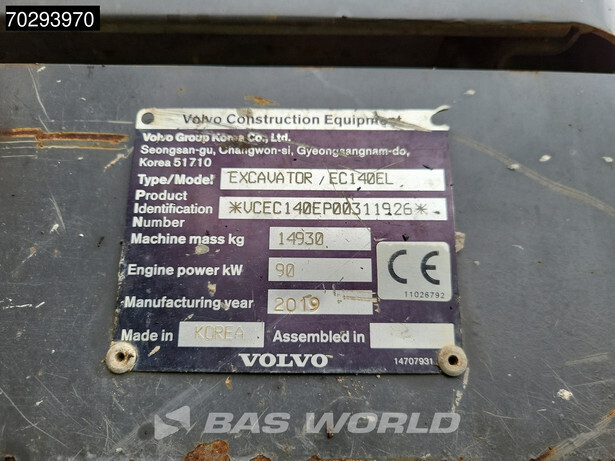 70293970
Volvo Construction Equipment
Volvo Group Korea Co., Ltd.
Seongsan-gu, Changwon-si, Gyeongsangnam-do,
Korea 51710
Type/Model EXCAVATOR / EC140EL
Product Identification Number *VCEC140EP00311926*
Machine mass kg 14930
Engine power kW 90
CE
11026792
Manufacturing year 2019
Made in KOREA Assembled in
VOLVO
14707931
BAS WORLD